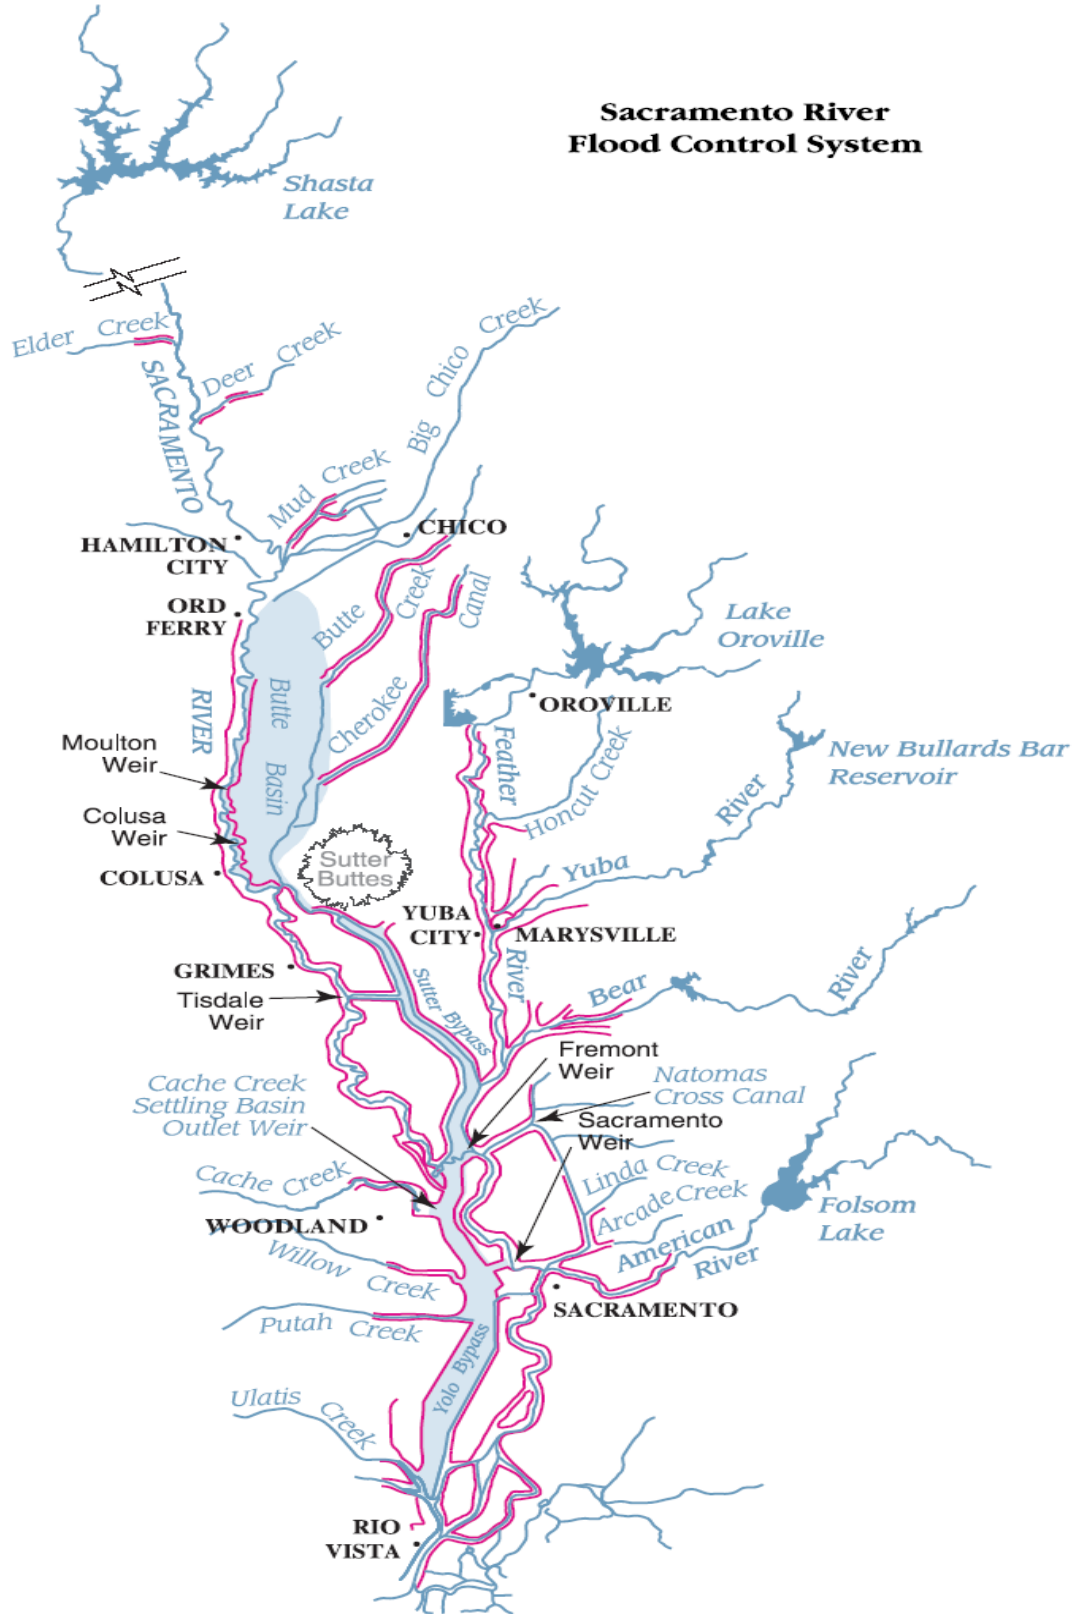 Sacramento River
Flood Control System
Shasta
Lake
Elder Creek
SACRAMENTO
Deer Creek
Big Chico Creek
Mud Creek
CHICO
HAMILTON
CITY
ORD
FERRY
Butte Creek
Cherokee Canal
Lake
Oroville
OROVILLE
RIVER
Butte Basin
Feather
Honcut Creek
Moulton
Weir
New Bullards Bar
Reservoir
River
Colusa
Weir
Sutter
Buttes
COLUSA
Yuba
YUBA
CITY
MARYSVILLE
River
GRIMES
Tisdale
Weir
Sutter Bypass
Bear
River
Fremont
Weir
Natomas
Cross Canal
Cache Creek
Settling Basin
Outlet Weir
Sacramento
Weir
Cache Creek
Linda Creek
Arcade Creek
Folsom
Lake
WOODLAND
American
River
Willow Creek
SACRAMENTO
Putah Creek
Yolo Bypass
Ulatis Creek
RIO
VISTA